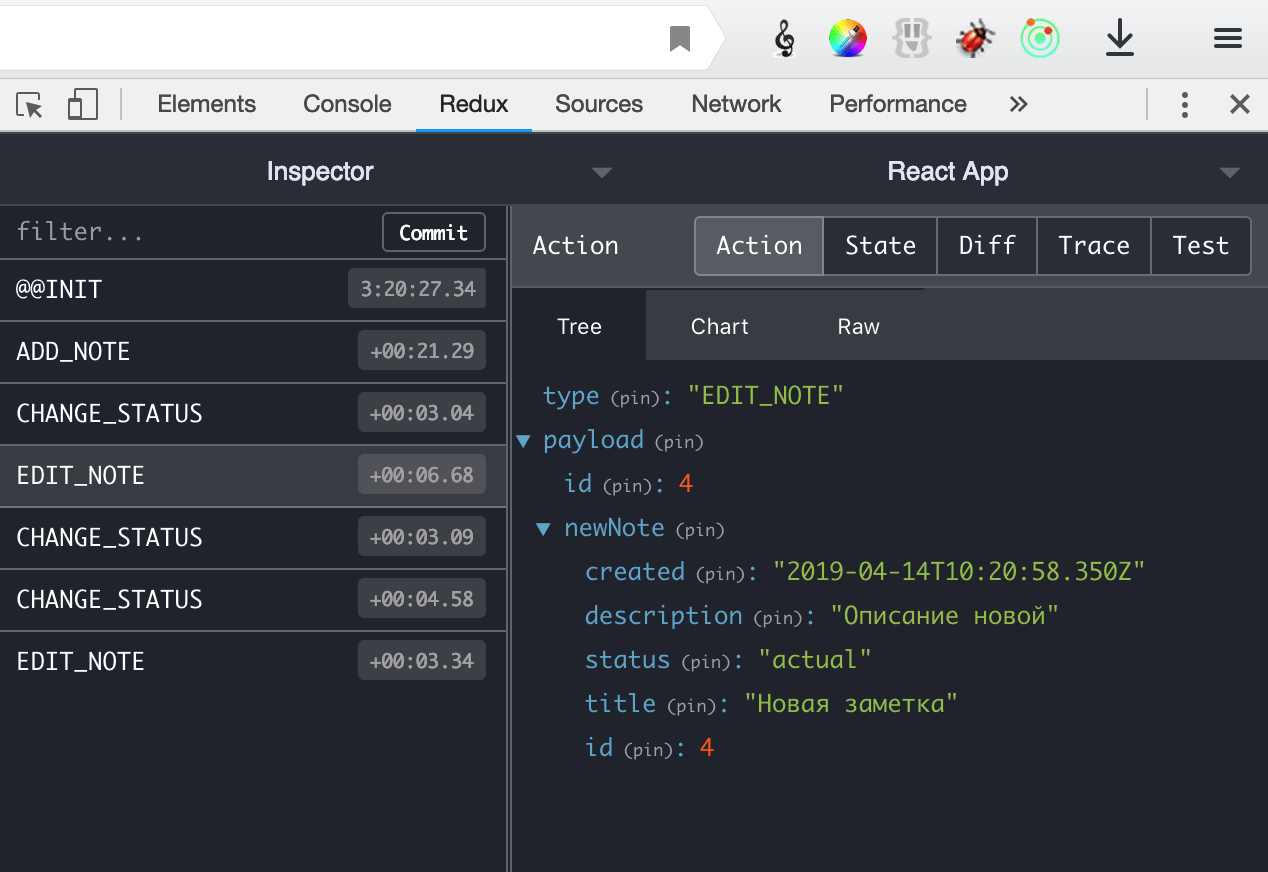 Elements Console Redux Sources Network Performance »
Inspector React App
filter... Commit
@@INIT 3:20:27.34
ADD_NOTE +00:21.29
CHANGE_STATUS +00:03.04
EDIT_NOTE +00:06.68
CHANGE_STATUS +00:03.09
CHANGE_STATUS +00:04.58
EDIT_NOTE +00:03.34
Action Action State Diff Trace Test
Tree Chart Raw
type (pin): "EDIT_NOTE"
payload (pin)
id (pin): 4
newNote (pin)
created (pin): "2019-04-14T10:20:58.350Z"
description (pin): "Описание новой"
status (pin): "actual"
title (pin): "Новая заметка"
id (pin): 4